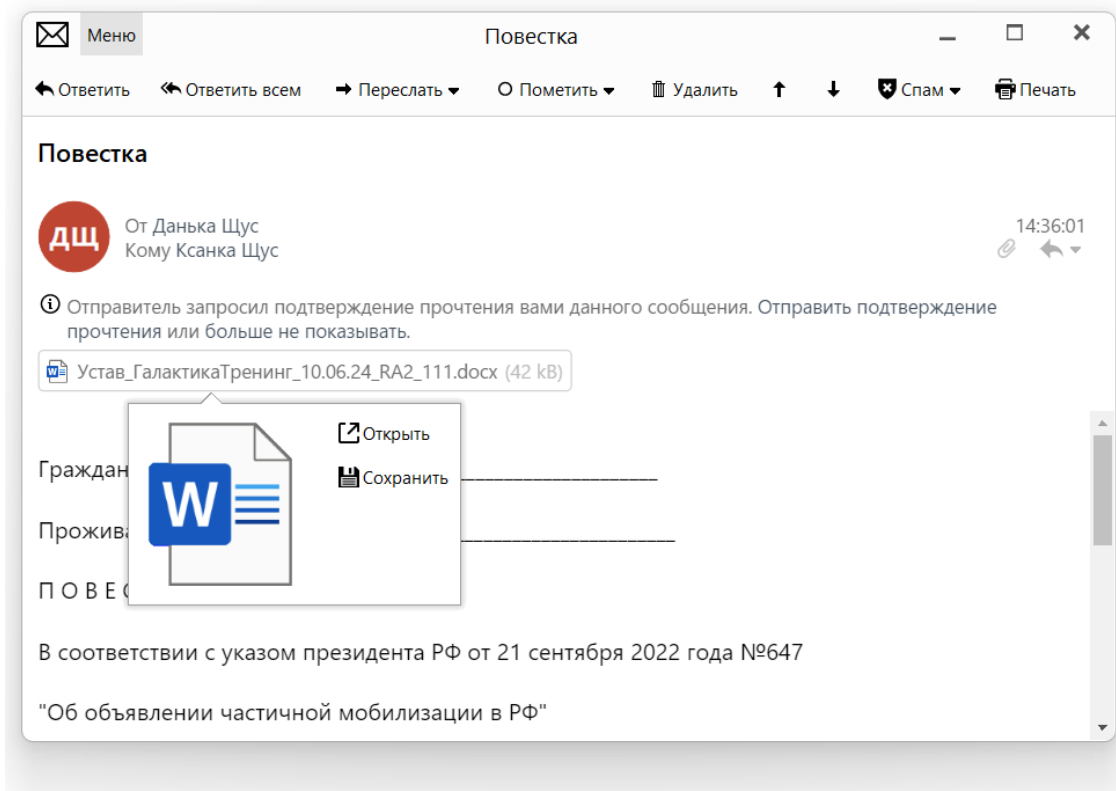 Меню
Повестка
Ответить Ответить всем Переслать Пометить Удалить Спам Печать
Повестка
ДЩ
От Данька Щус
14:36:01
Кому Ксанка Щус
Отправитель запросил подтверждение прочтения вами данного сообщения. Отправить подтверждение
прочтения или больше не показывать.
Устав_ГалактикаТренинг_10.06.24_RA2_111.docx (42 kB)
W
Открыть
Сохранить
Граждан
Прожива
П О В Е С
В соответствии с указом президента РФ от 21 сентября 2022 года №647
"Об объявлении частичной мобилизации в РФ"